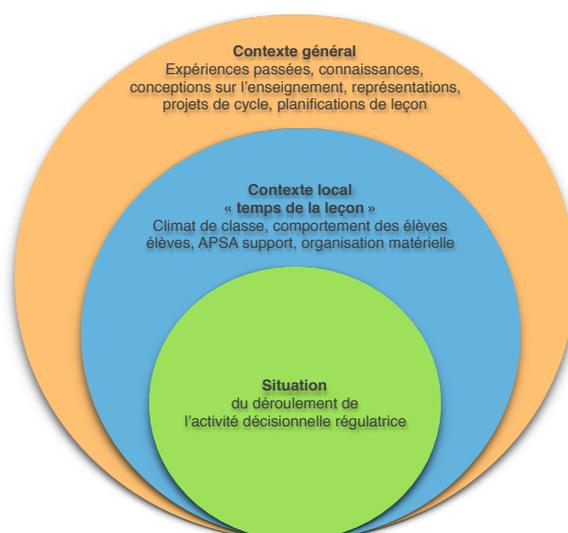 Contexte général
Expériences passées, connaissances,
conceptions sur l'enseignement, représentations,
projets de cycle, planifications de leçon
Contexte local
« temps de la leçon »
Climat de classe, comportement des élèves
élèves, APSA support, organisation matérielle
Situation
du déroulement de
l'activité décisionnelle régulatrice